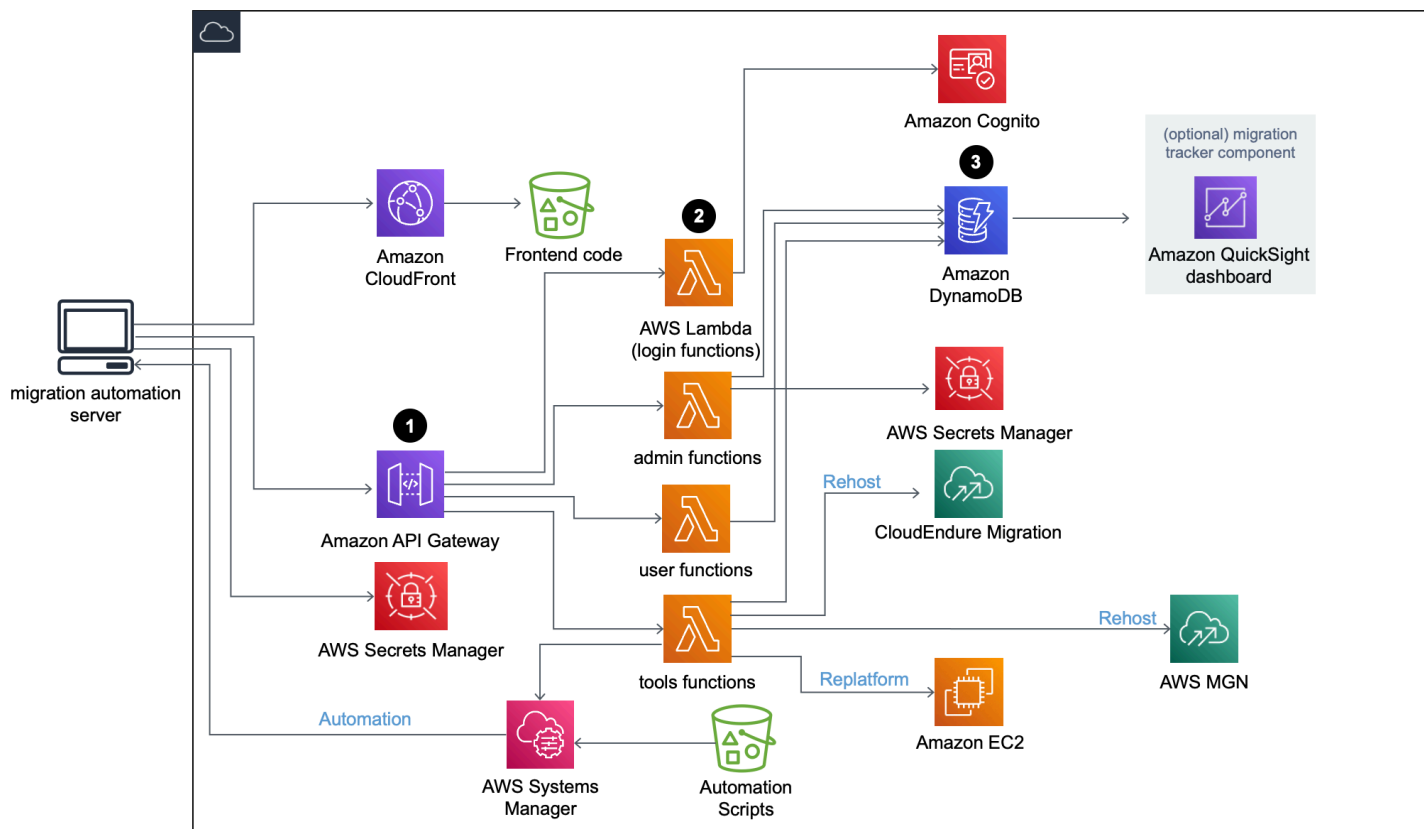 Amazon Cognito
(optional) migration
tracker component
3
Amazon QuickSight
dashboard
Amazon
DynamoDB
Amazon
CloudFront
Frontend code
2
AWS Lambda
(login functions)
migration automation
server
1
admin functions
AWS Secrets Manager
Rehost
CloudEndure Migration
Amazon API Gateway
</>
user functions
AWS Secrets Manager
Rehost
AWS MGN
tools functions
Replatform
Amazon EC2
Automation
AWS Systems
Manager
Automation
Scripts